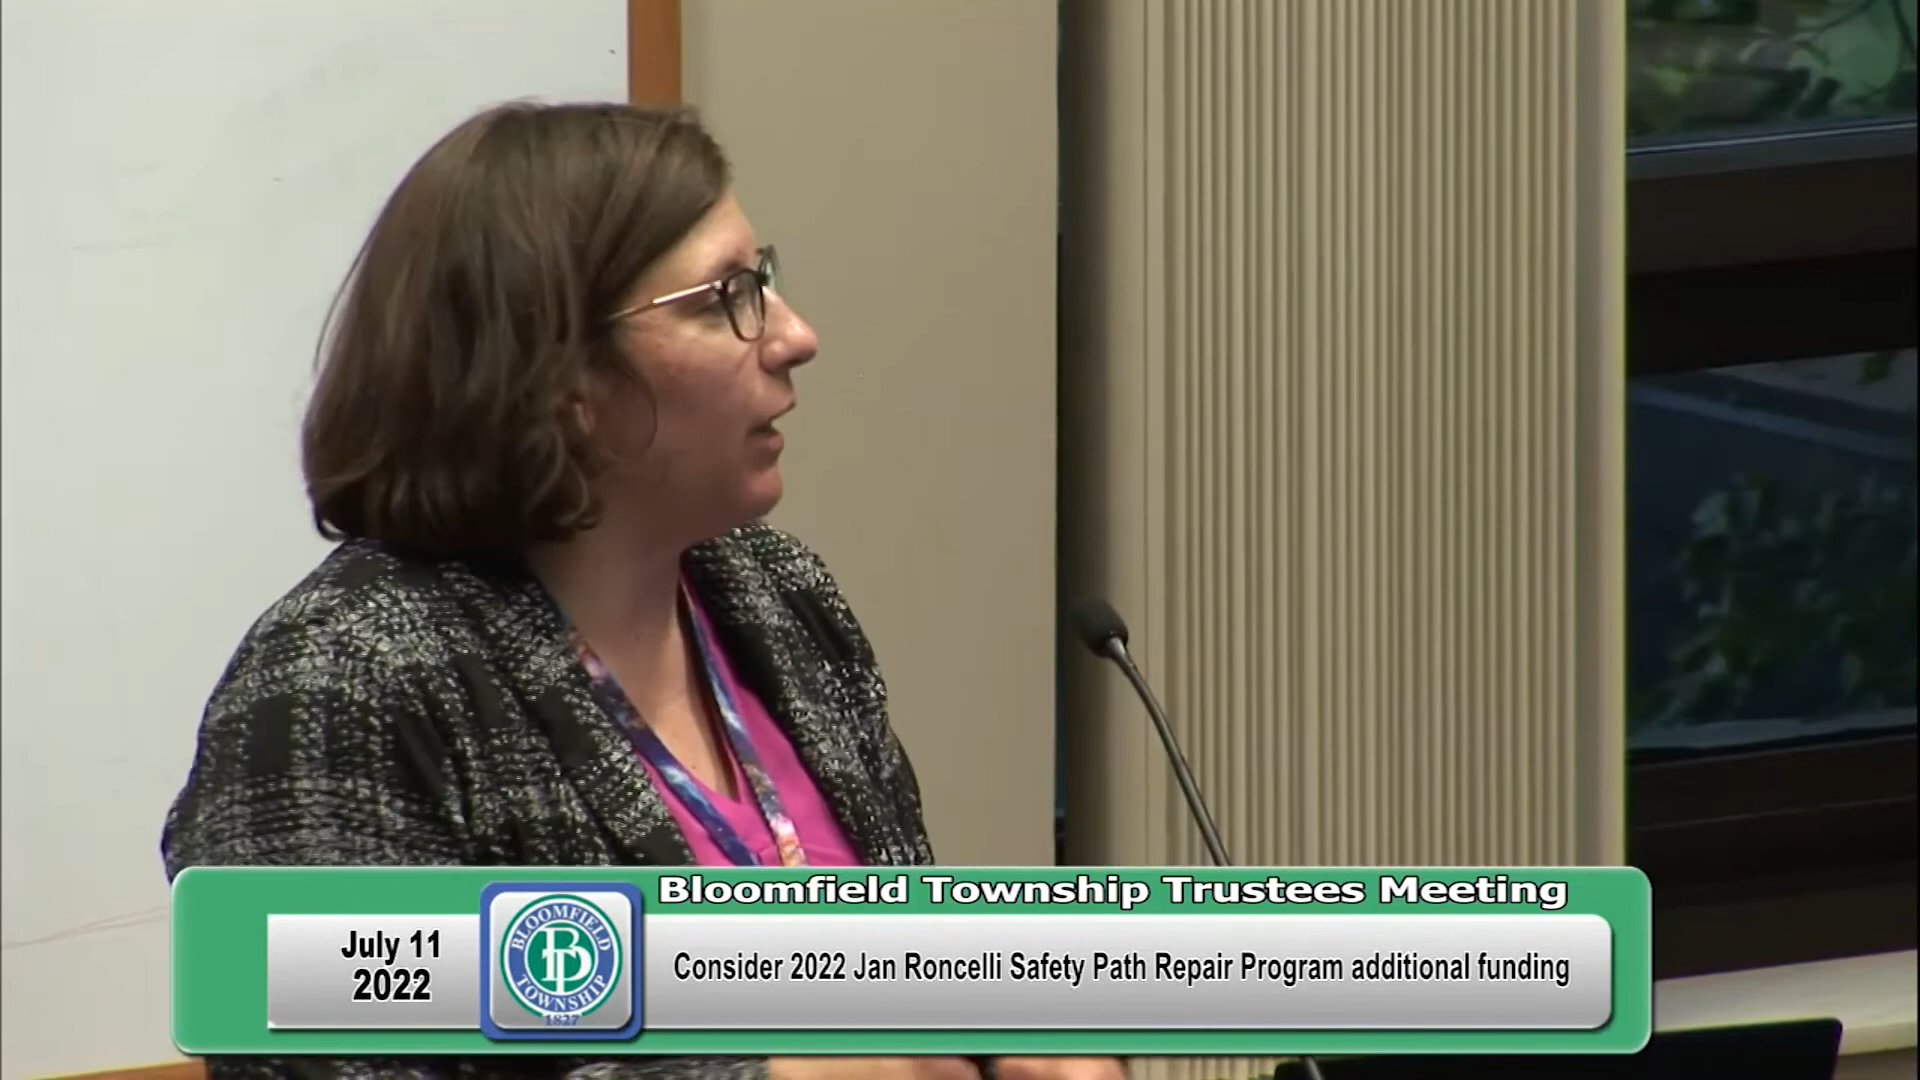 Bloomfield Township Trustees Meeting
July 11
2022
BLOOMFIELD
BT
TOWNSHIP
1827
Consider 2022 Jan Roncelli Safety Path Repair Program additional funding